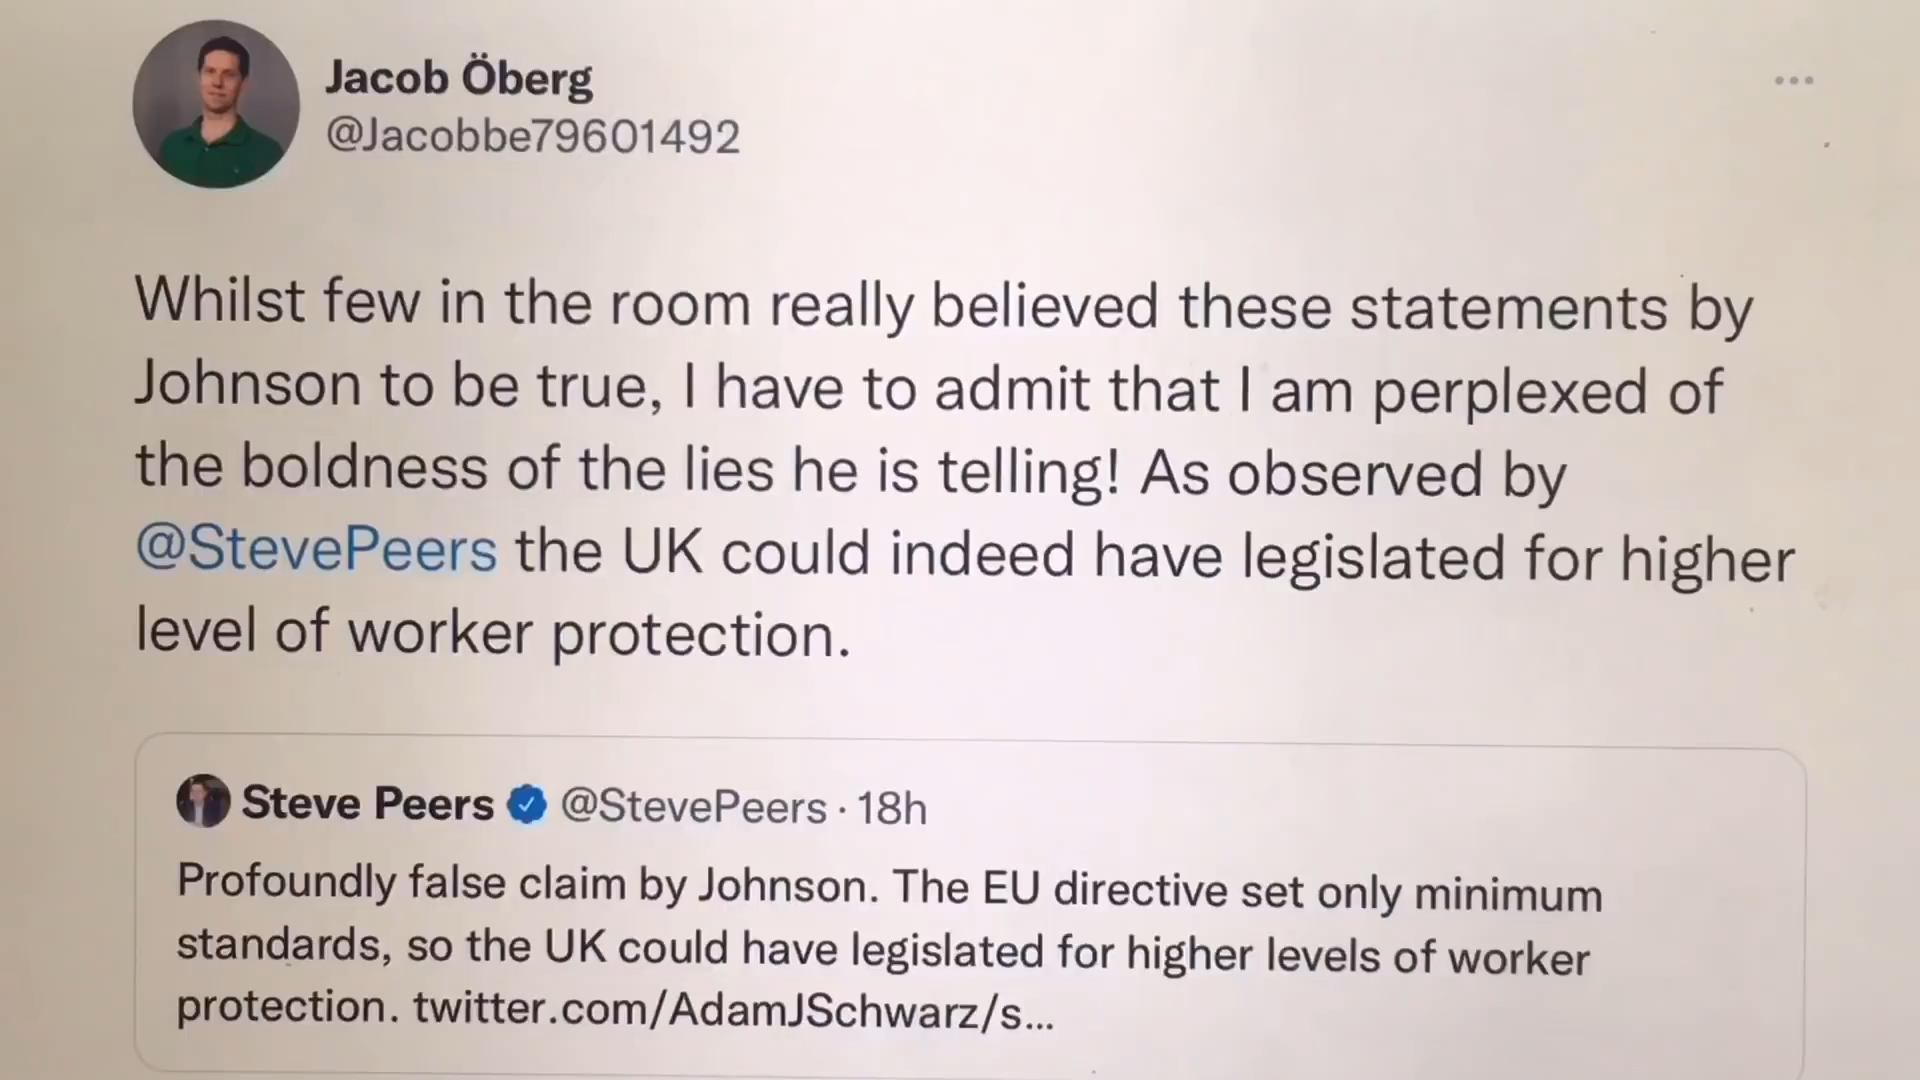 Jacob Öberg
@Jacobbe79601492
Whilst few in the room really believed these statements by
Johnson to be true, I have to admit that I am perplexed of
the boldness of the lies he is telling! As observed by
@StevePeers the UK could indeed have legislated for higher
level of worker protection.
Steve Peers @StevePeers · 18h
Profoundly false claim by Johnson. The EU directive set only minimum
standards, so the UK could have legislated for higher levels of worker
protection. twitter.com/AdamJSchwarz/s...